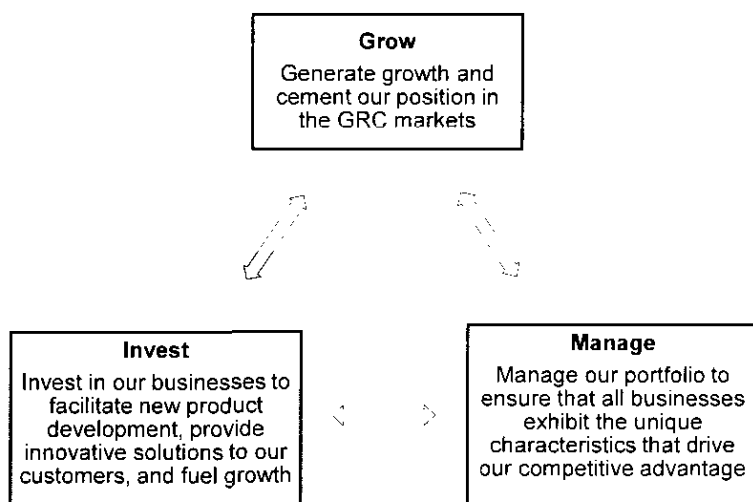 Grow
Generate growth and
cement our position in
the GRC markets
Invest
Invest in our businesses to
facilitate new product
development, provide
innovative solutions to our
customers, and fuel growth
Manage
Manage our portfolio to
ensure that all businesses
exhibit the unique
characteristics that drive
our competitive advantage